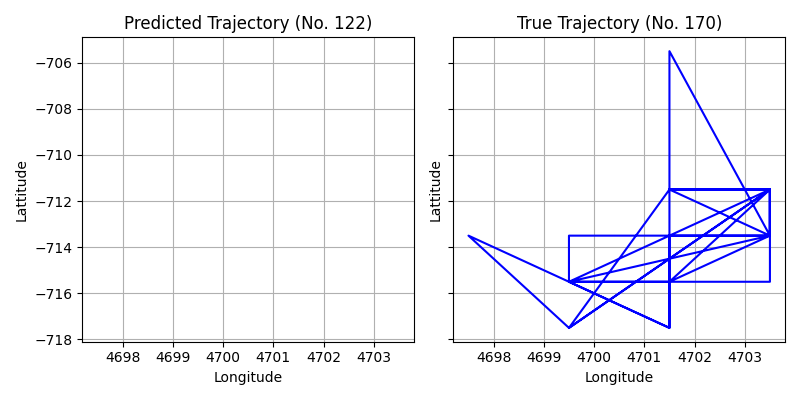 Predicted Trajectory (No. 122)
True Trajectory (No. 170)
−706
−708
−710
−712
−714
−716
−718
Lattitude
Lattitude
4698 4699 4700 4701 4702 4703
4698 4699 4700 4701 4702 4703
Longitude
Longitude